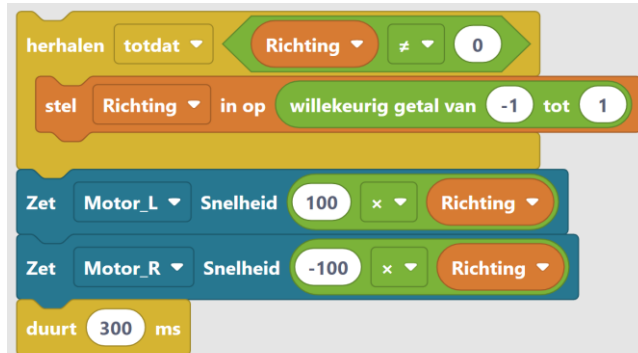 herhalen totdat Richting ≠ 0
stel Richting in op willekeurig getal van -1 tot 1
Zet Motor_L Snelheid 100 × Richting
Zet Motor_R Snelheid -100 × Richting
duurt 300 ms